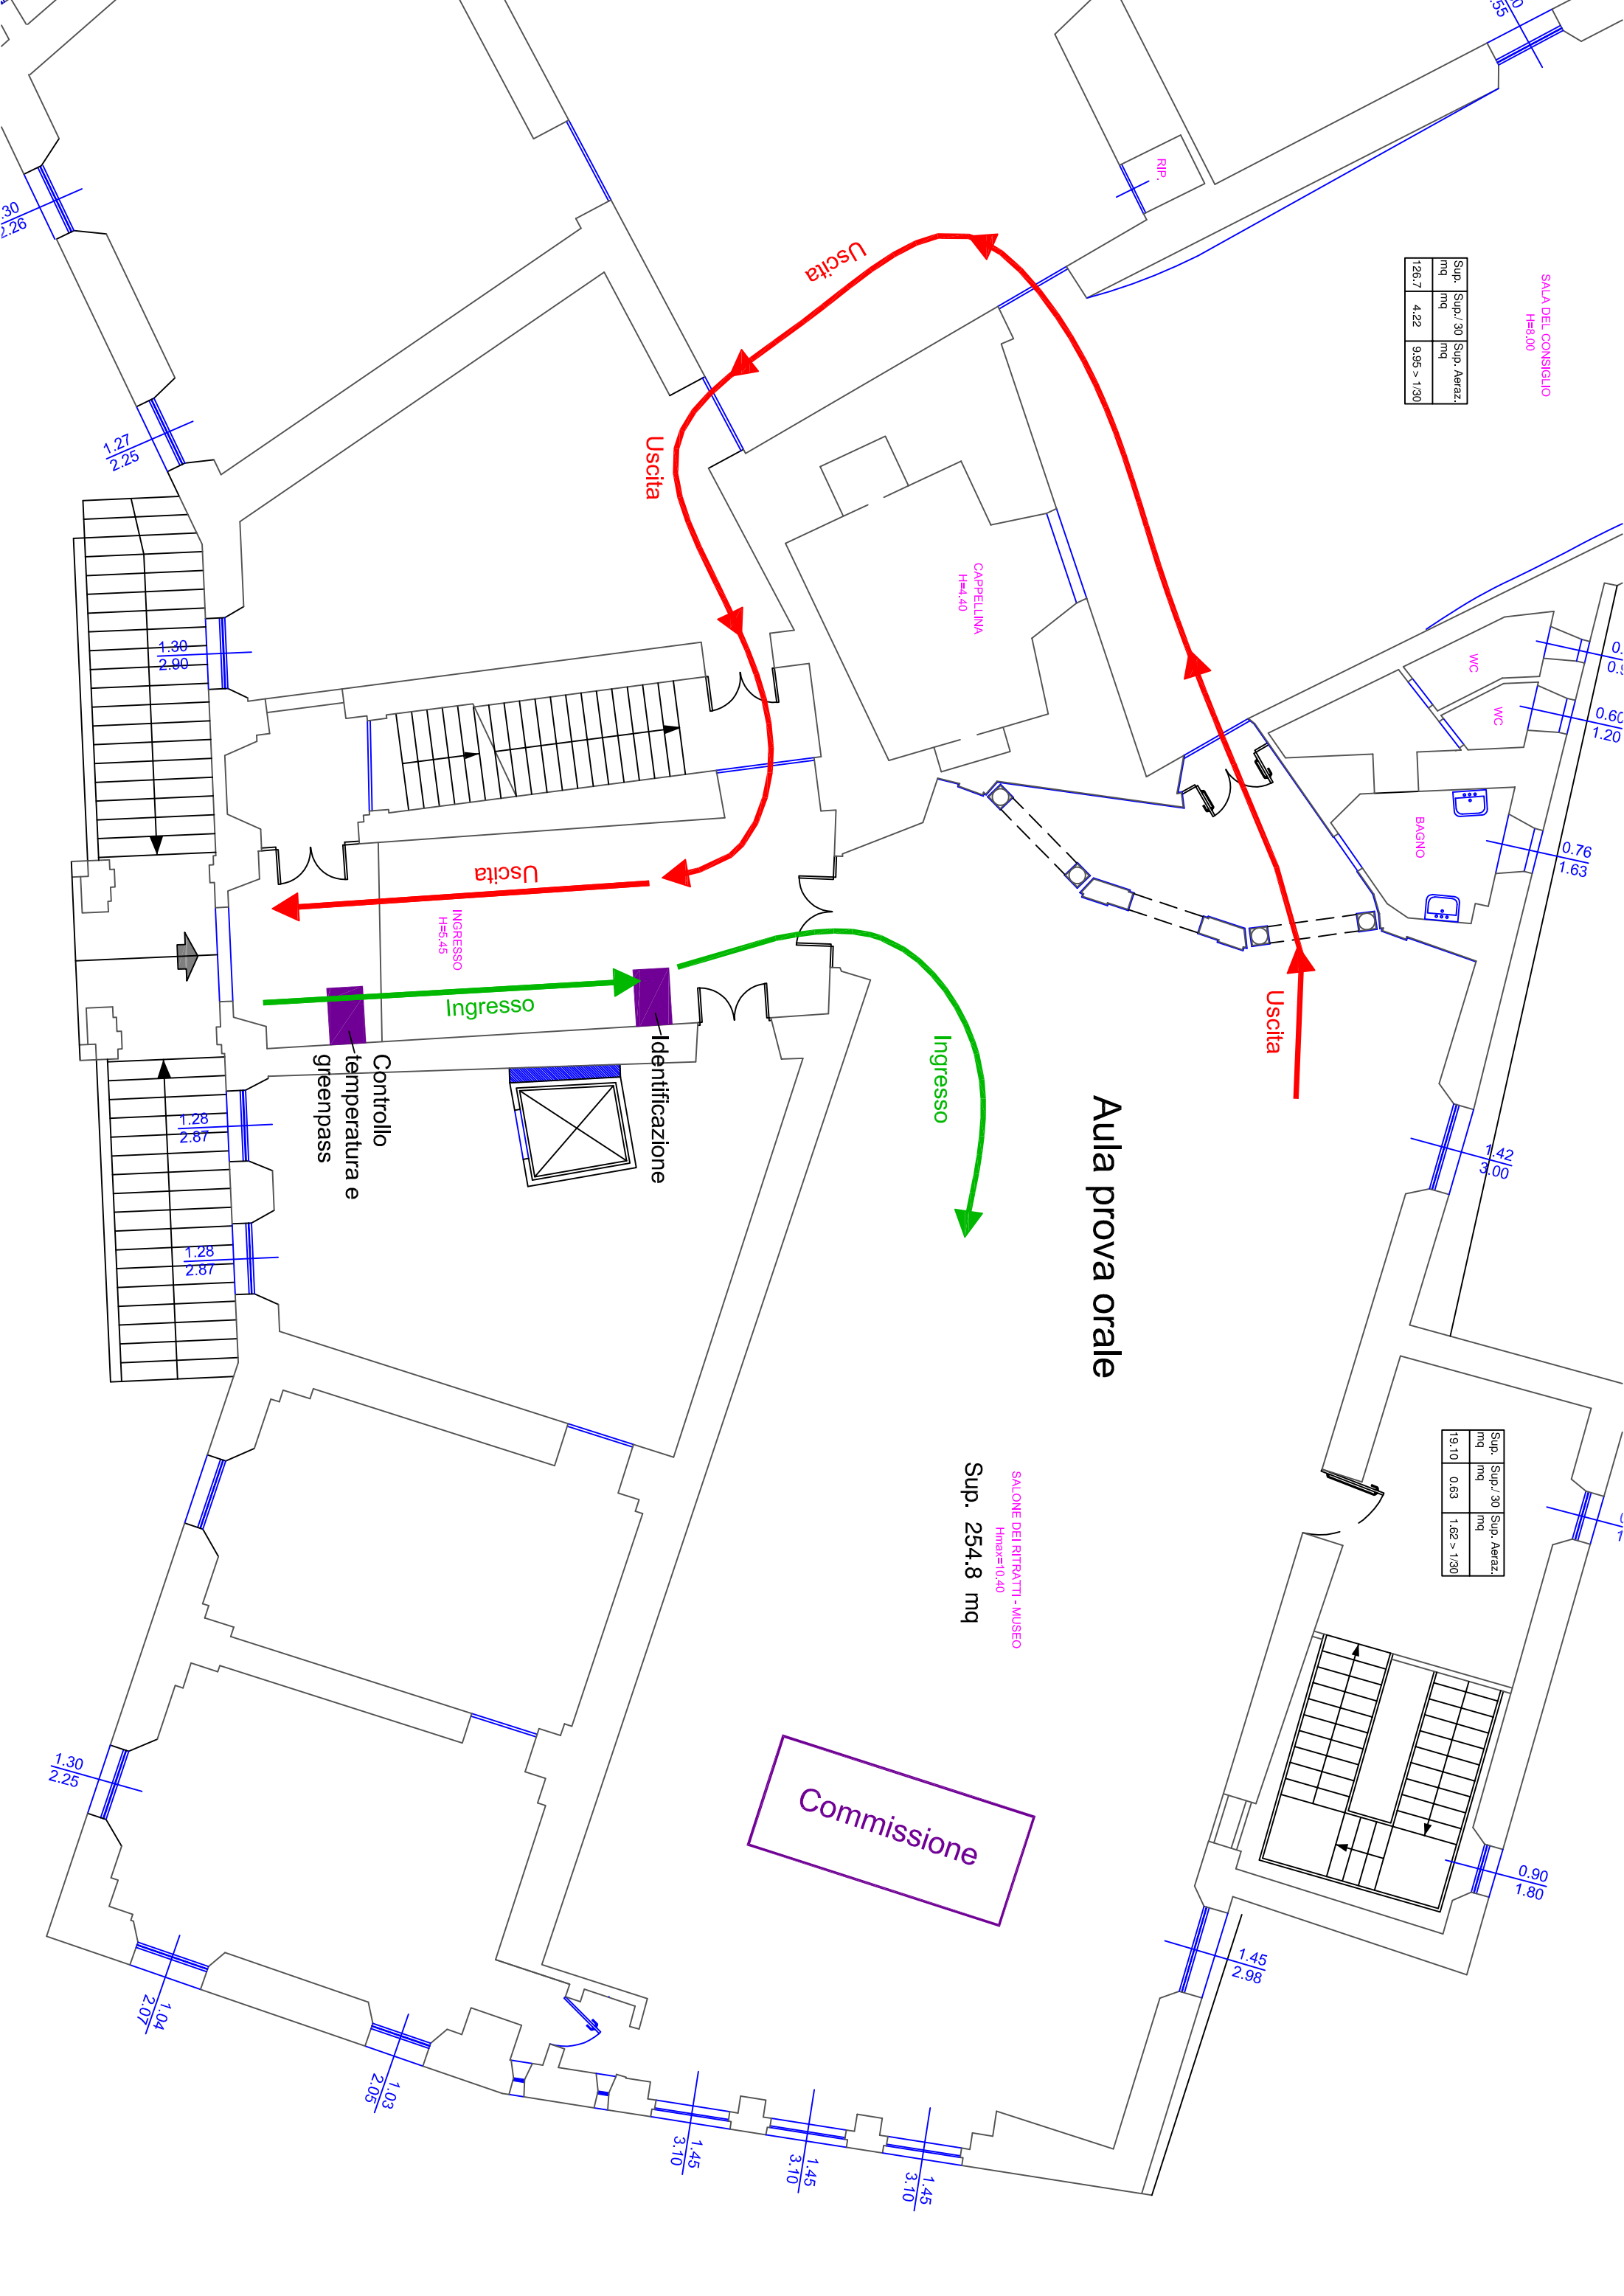 RIP.
SALA DEL CONSIGLIO
H=8.00
Sup. mq
Sup./ 30 mq
Sup. Aeraz. mq
126.7
4.22
9.95 > 1/30
2.26
Uscita
Uscita
1.27
2.25
CAPPELLINA
H=4.40
1.30
2.90
WC
WC
0.60
1.20
BAGNO
0.76
1.63
Uscita
INGRESSO
H=5.45
Ingresso
Uscita
Identificazione
Controllo
temperatura e
greenpass
Ingresso
Aula prova orale
1.42
3.00
1.28
2.87
1.28
2.87
Sup. mq
Sup./ 30 mq
Sup. Aeraz. mq
19.10
0.63
1.62 > 1/30
SALONE DEI RITRATTI - MUSEO
Hmax=10.40
Sup. 254.8 mq
Commissione
1.30
2.25
0.90
1.80
1.45
2.98
1.04
2.07
1.03
2.05
1.45
3.10
1.45
3.10
1.45
3.10